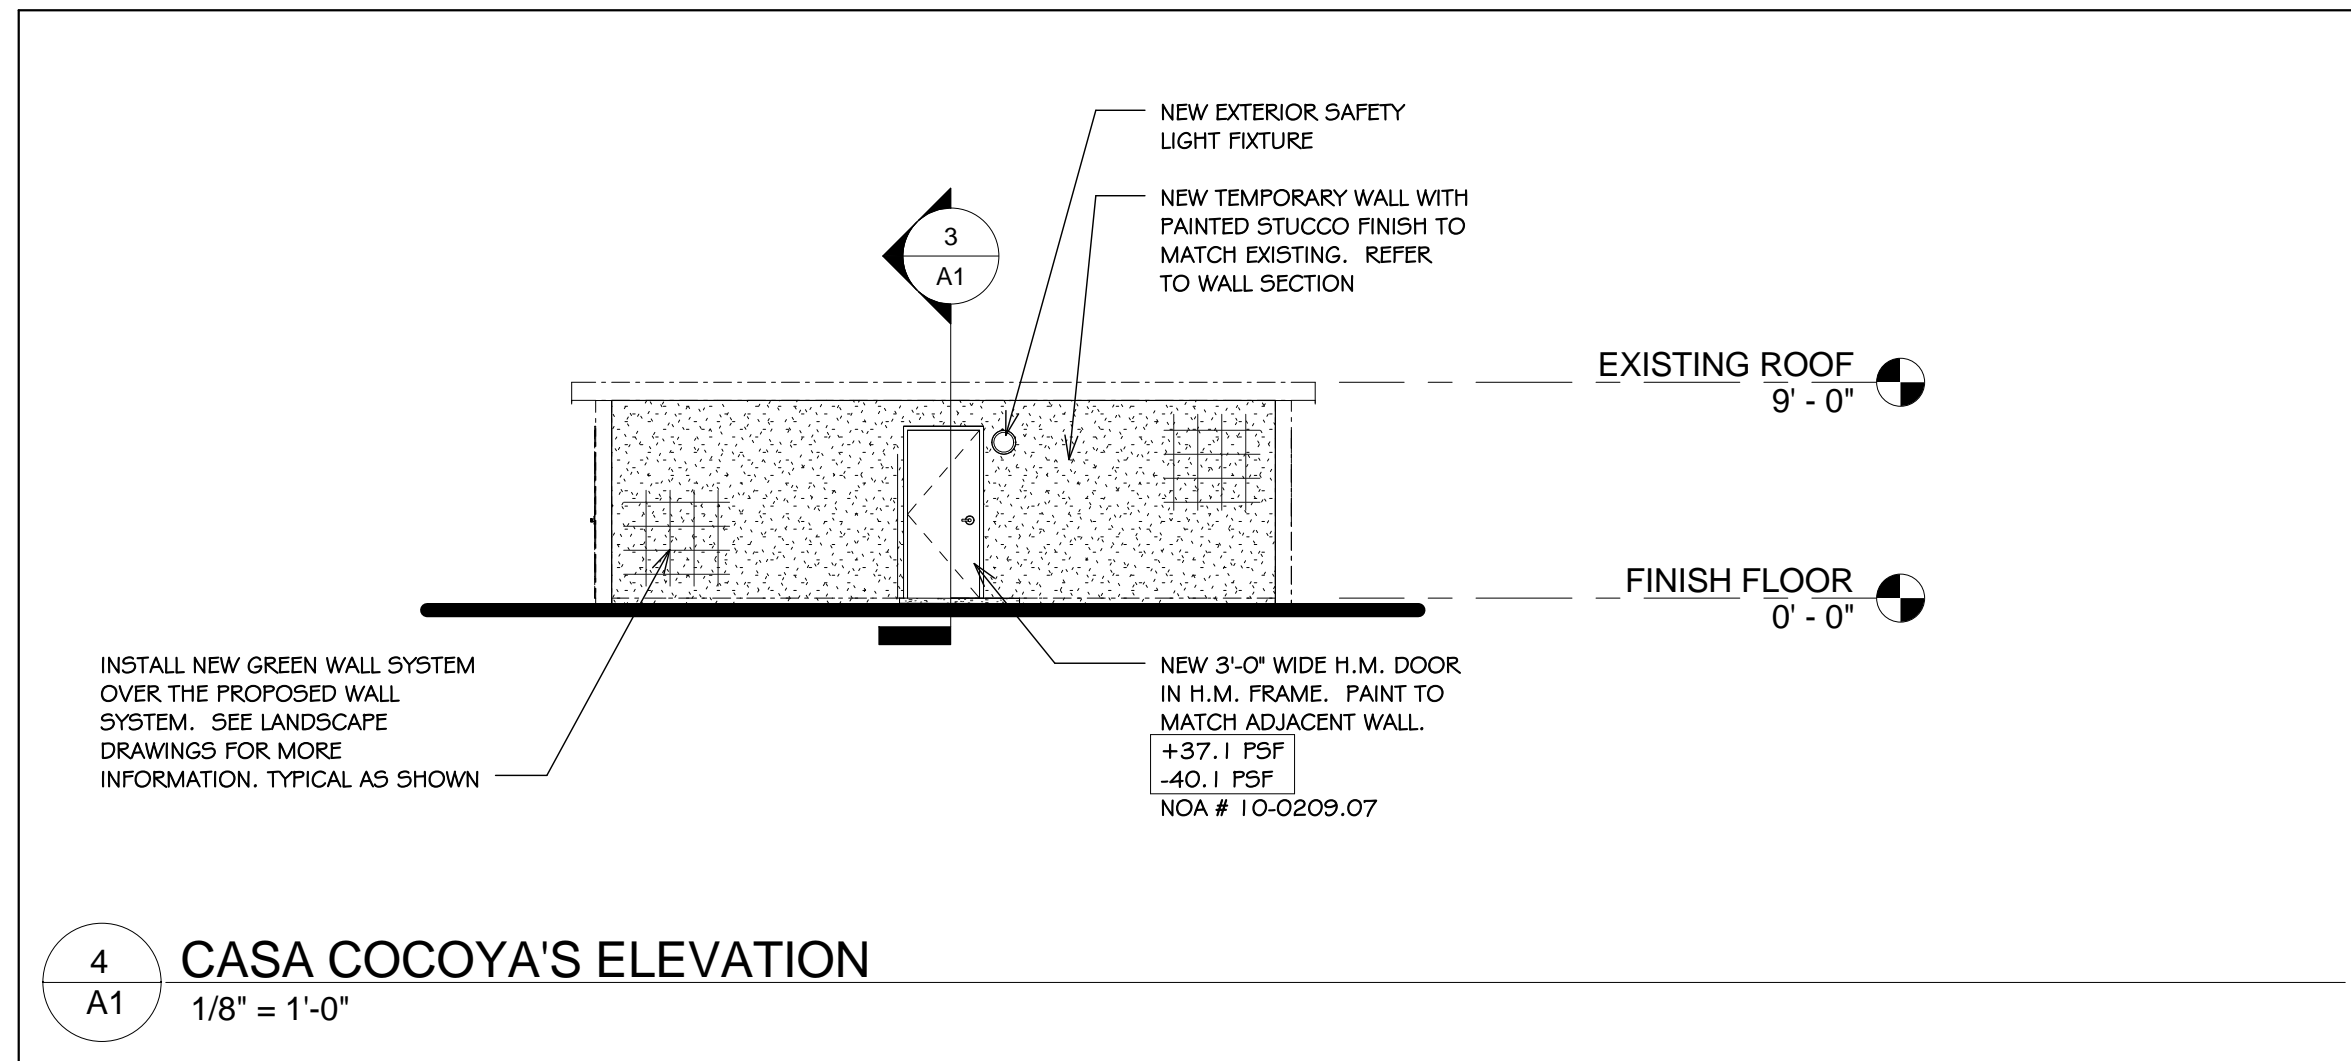 NEW EXTERIOR SAFETY
LIGHT FIXTURE
NEW TEMPORARY WALL WITH
PAINTED STUCCO FINISH TO
MATCH EXISTING. REFER
TO WALL SECTION
3
A1
EXISTING ROOF
9' - 0"
FINISH FLOOR
0' - 0"
INSTALL NEW GREEN WALL SYSTEM
OVER THE PROPOSED WALL
SYSTEM. SEE LANDSCAPE
DRAWINGS FOR MORE
INFORMATION. TYPICAL AS SHOWN
NEW 3'-0" WIDE H.M. DOOR
IN H.M. FRAME. PAINT TO
MATCH ADJACENT WALL.
+37.1 PSF
-40.1 PSF
NOA # 10-0209.07
4
A1
CASA COCOYA'S ELEVATION
1/8" = 1'-0"